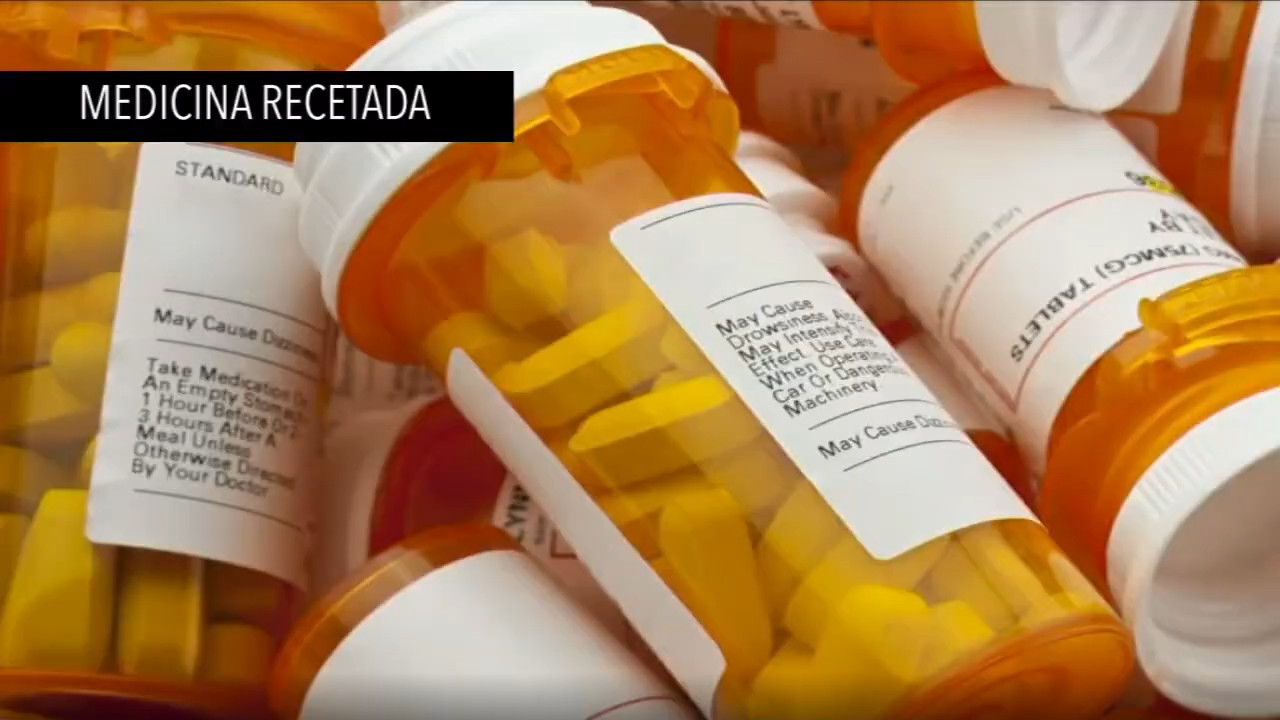 MEDICINA RECETADA
STANDARD
May Cause
Take Medication
An Empty
1 Hour Before
3 Hours After A
Meal Unless
Otherwise Directed
By Your Doctor
May Cause
Drowsiness.
May Intensify
Effect. Use Care
When Operating
Car Or
Machinery.
May Cause
(75MCG) TABLETS
BY